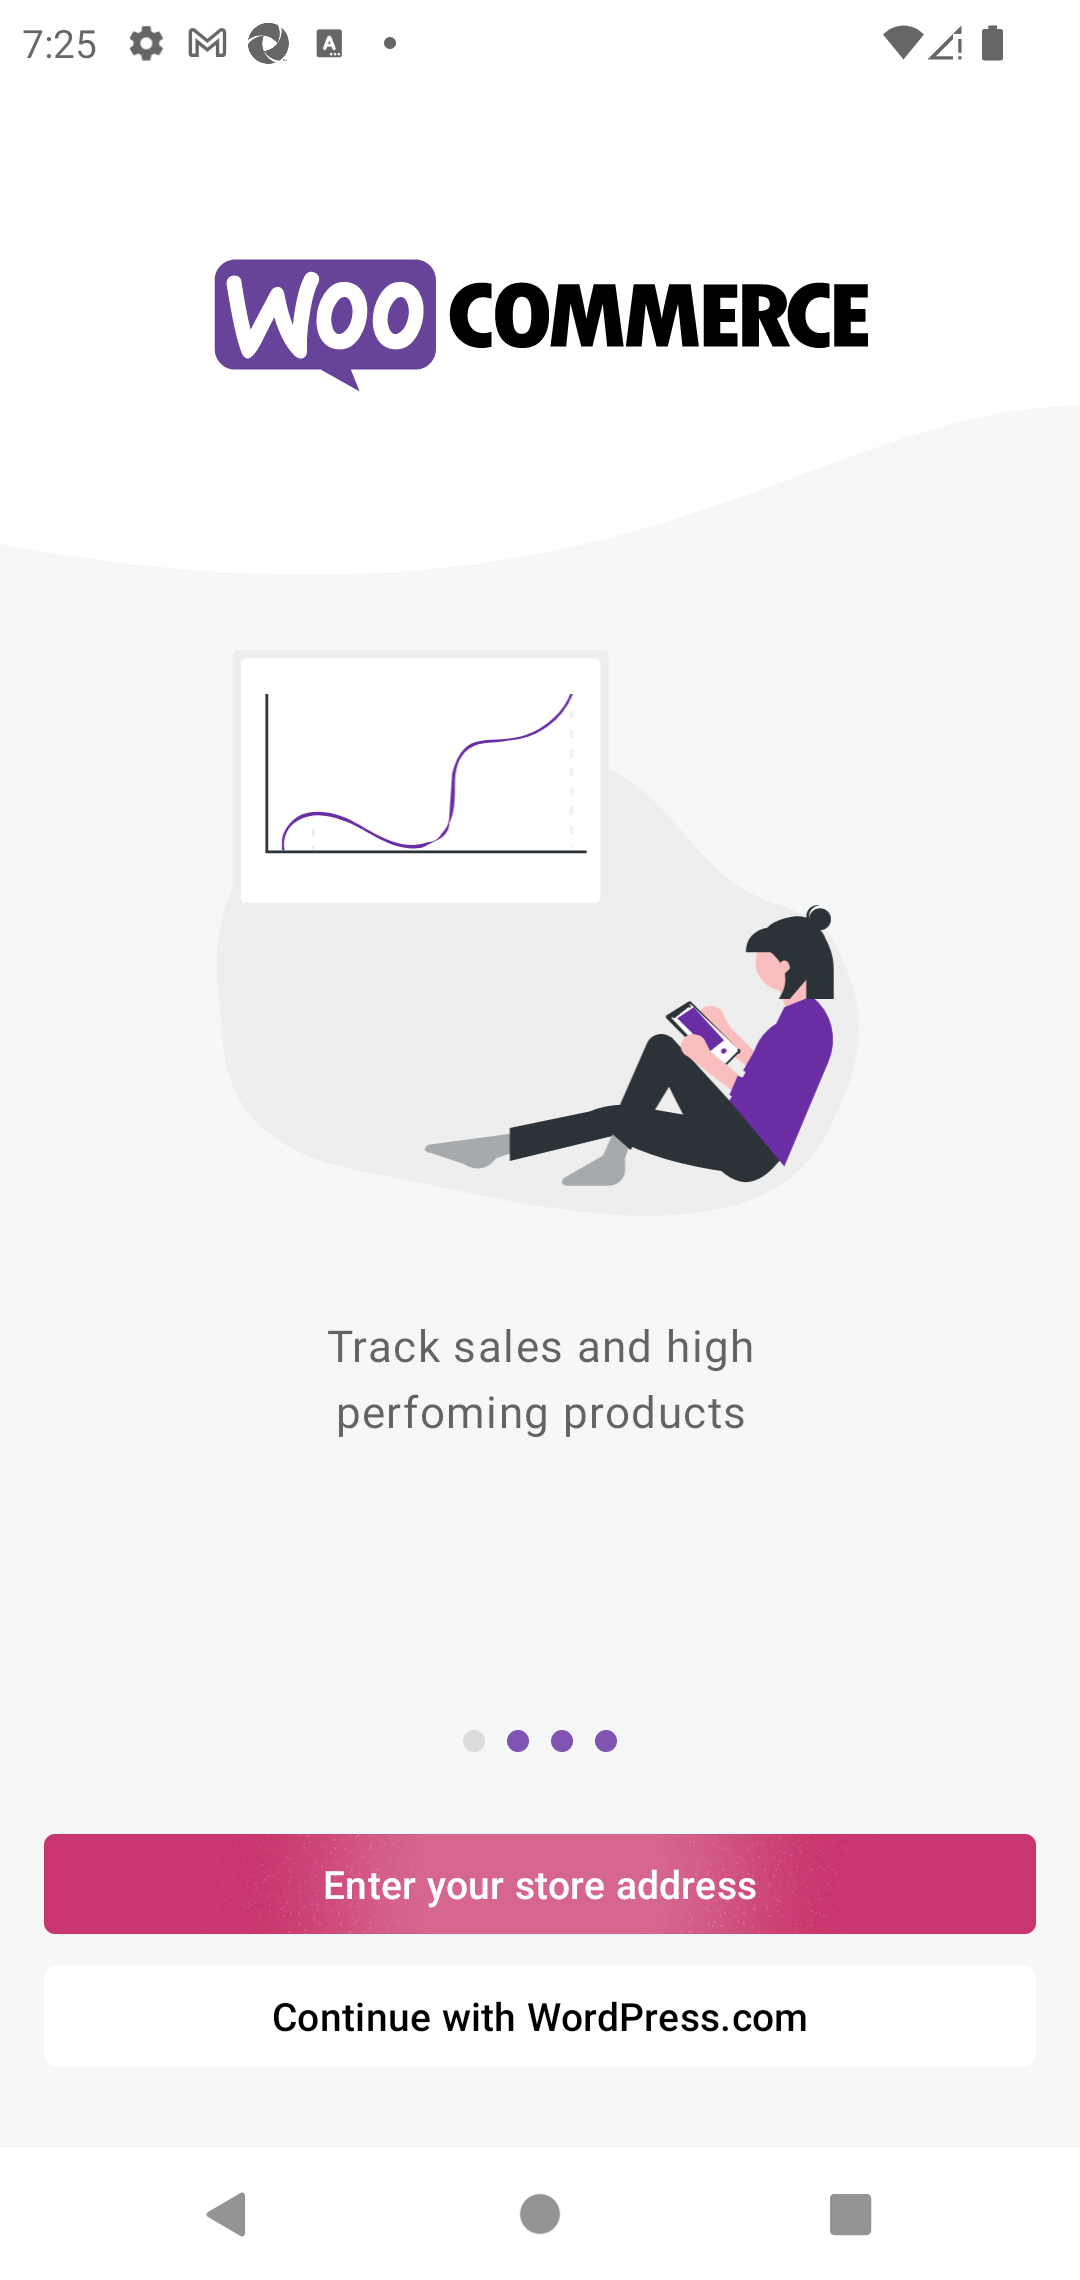 7:25
WOO COMMERCE
Track sales and high
perfoming products
Enter your store address
Continue with WordPress.com